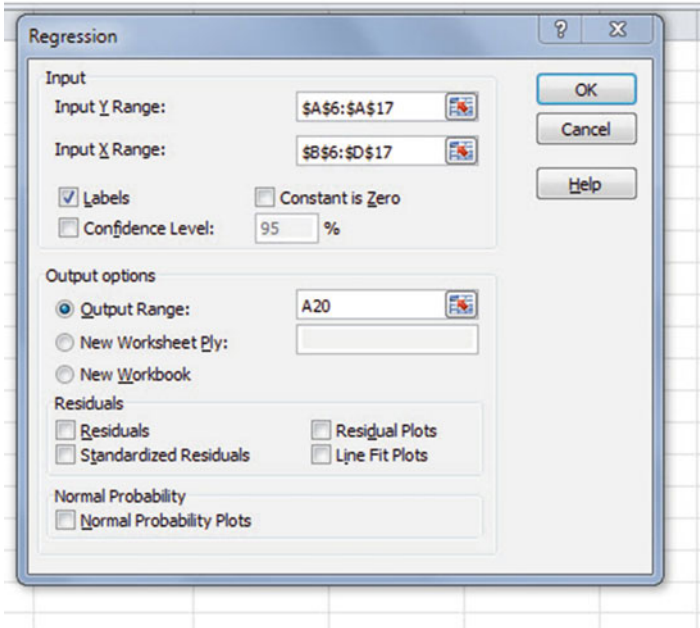 Regression
Input
Input Y Range:
$A$6:$A$17
OK
Input X Range:
$B$6:$D$17
Cancel
Labels
Constant is Zero
Help
Confidence Level:
95
%
Output options
Output Range:
A20
New Worksheet Ply:
New Workbook
Residuals
Residuals
Residual Plots
Standardized Residuals
Line Fit Plots
Normal Probability
Normal Probability Plots